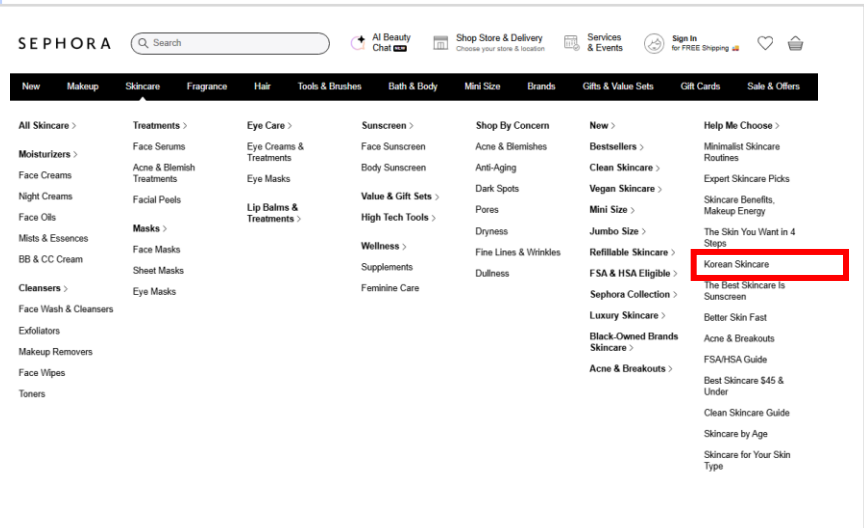 SEPHORA
Search
AI Beauty
Chat NEW
Shop Store & Delivery
Choose your store & location
Services
& Events
Sign In
for FREE Shipping 🚚
New
Makeup
Skincare
Fragrance
Hair
Tools & Brushes
Bath & Body
Mini Size
Brands
Gifts & Value Sets
Gift Cards
Sale & Offers
All Skincare >
Moisturizers >
Face Creams
Night Creams
Face Oils
Mists & Essences
BB & CC Cream
Cleansers >
Face Wash & Cleansers
Exfoliators
Makeup Removers
Face Wipes
Toners
Treatments >
Face Serums
Acne & Blemish
Treatments
Facial Peels
Masks >
Face Masks
Sheet Masks
Eye Masks
Eye Care >
Eye Creams &
Treatments
Eye Masks
Lip Balms &
Treatments >
Sunscreen >
Face Sunscreen
Body Sunscreen
Value & Gift Sets >
High Tech Tools >
Wellness >
Supplements
Feminine Care
Shop By Concern
Acne & Blemishes
Anti-Aging
Dark Spots
Pores
Dryness
Fine Lines & Wrinkles
Dullness
New >
Bestsellers >
Clean Skincare >
Vegan Skincare >
Mini Size >
Jumbo Size >
Refillable Skincare >
FSA & HSA Eligible >
Sephora Collection >
Luxury Skincare >
Black-Owned Brands
Skincare >
Acne & Breakouts >
Help Me Choose >
Minimalist Skincare
Routines
Expert Skincare Picks
Skincare Benefits,
Makeup Energy
The Skin You Want in 4
Steps
Korean Skincare
The Best Skincare Is
Sunscreen
Better Skin Fast
Acne & Breakouts
FSA/HSA Guide
Best Skincare $45 &
Under
Clean Skincare Guide
Skincare by Age
Skincare for Your Skin
Type